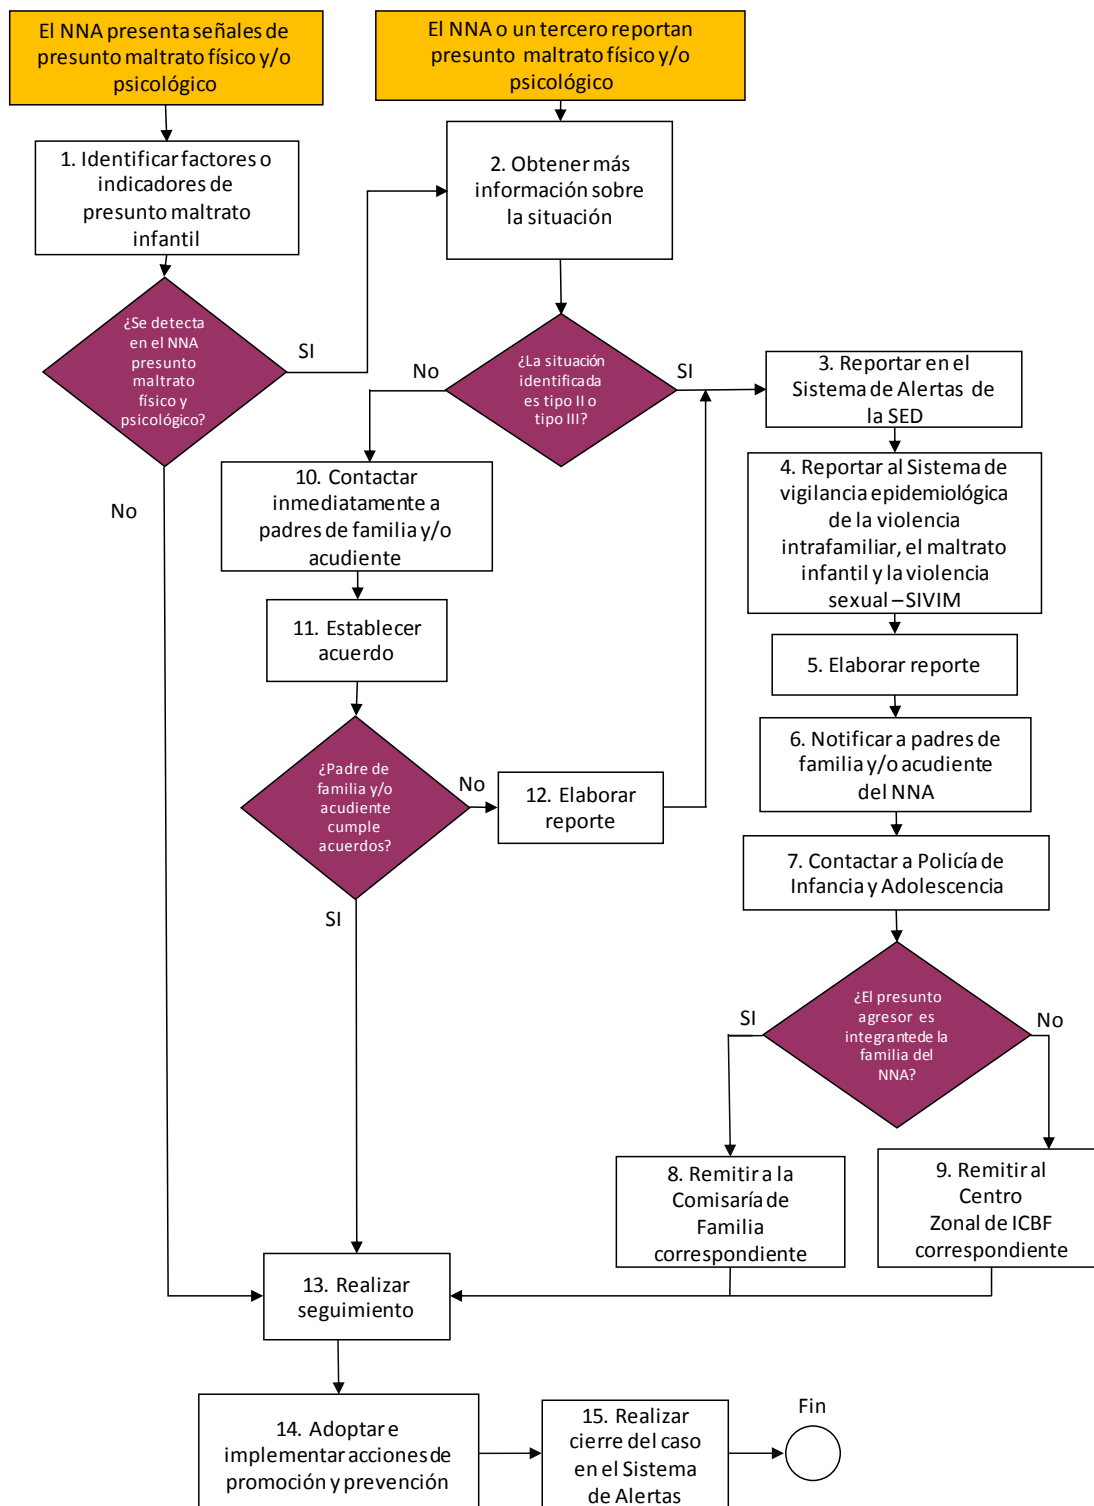 El NNA presenta señales de
presunto maltrato físico y/o
psicológico
El NNA o un tercero reportan
presunto maltrato físico y/o
psicológico
1. Identificar factores o
indicadores de
presunto maltrato
infantil
2. Obtener más
información sobre
la situación
¿Se detecta
en el NNA
presunto
maltrato
físico y
psicológico?
SI
No
¿La situación
identificada
es tipo II o
tipo III?
No
SI
3. Reportar en el
Sistema de Alertas de
la SED
4. Reportar al Sistema de
vigilancia epidemiológica
de la violencia
intrafamiliar, el maltrato
infantil y la violencia
sexual – SIVIM
5. Elaborar reporte
6. Notificar a padres de
familia y/o acudiente
del NNA
7. Contactar a Policía de
Infancia y Adolescencia
¿El presunto
agresor es
integrante de la
familia del
NNA?
SI
No
8. Remitir a la
Comisaría de
Familia
correspondiente
9. Remitir al
Centro
Zonal de ICBF
correspondiente
10. Contactar
inmediatamente a
padres de familia y/o
acudiente
11. Establecer
acuerdo
¿Padre de
familia y/o
acudiente
cumple
acuerdos?
No
SI
12. Elaborar
reporte
13. Realizar
seguimiento
14. Adoptar e
implementar acciones de
promoción y prevención
15. Realizar
cierre del caso
en el Sistema
de Alertas
Fin